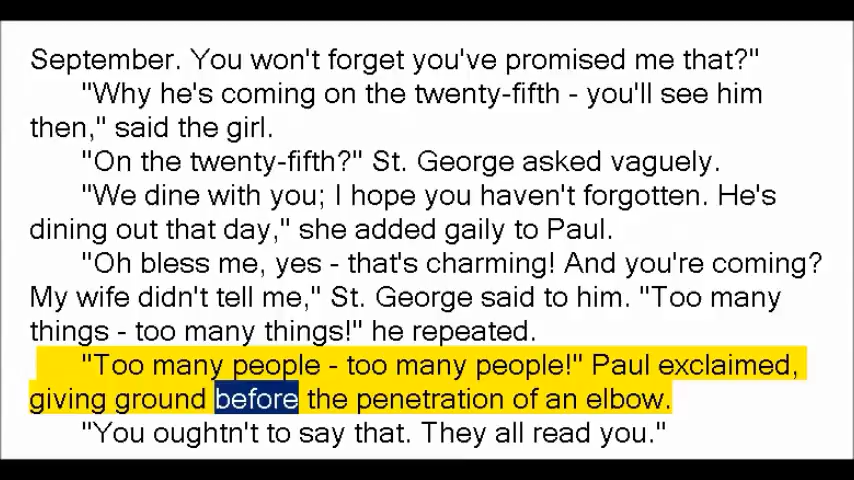 September. You won't forget you've promised me that?"
"Why he's coming on the twenty-fifth - you'll see him
then," said the girl.
"On the twenty-fifth?" St. George asked vaguely.
"We dine with you; I hope you haven't forgotten. He's
dining out that day," she added gaily to Paul.
"Oh bless me, yes - that's charming! And you're coming?
My wife didn't tell me," St. George said to him. "Too many
things - too many things!" he repeated.
"Too many people - too many people!" Paul exclaimed,
giving ground before the penetration of an elbow.
"You oughtn't to say that. They all read you."